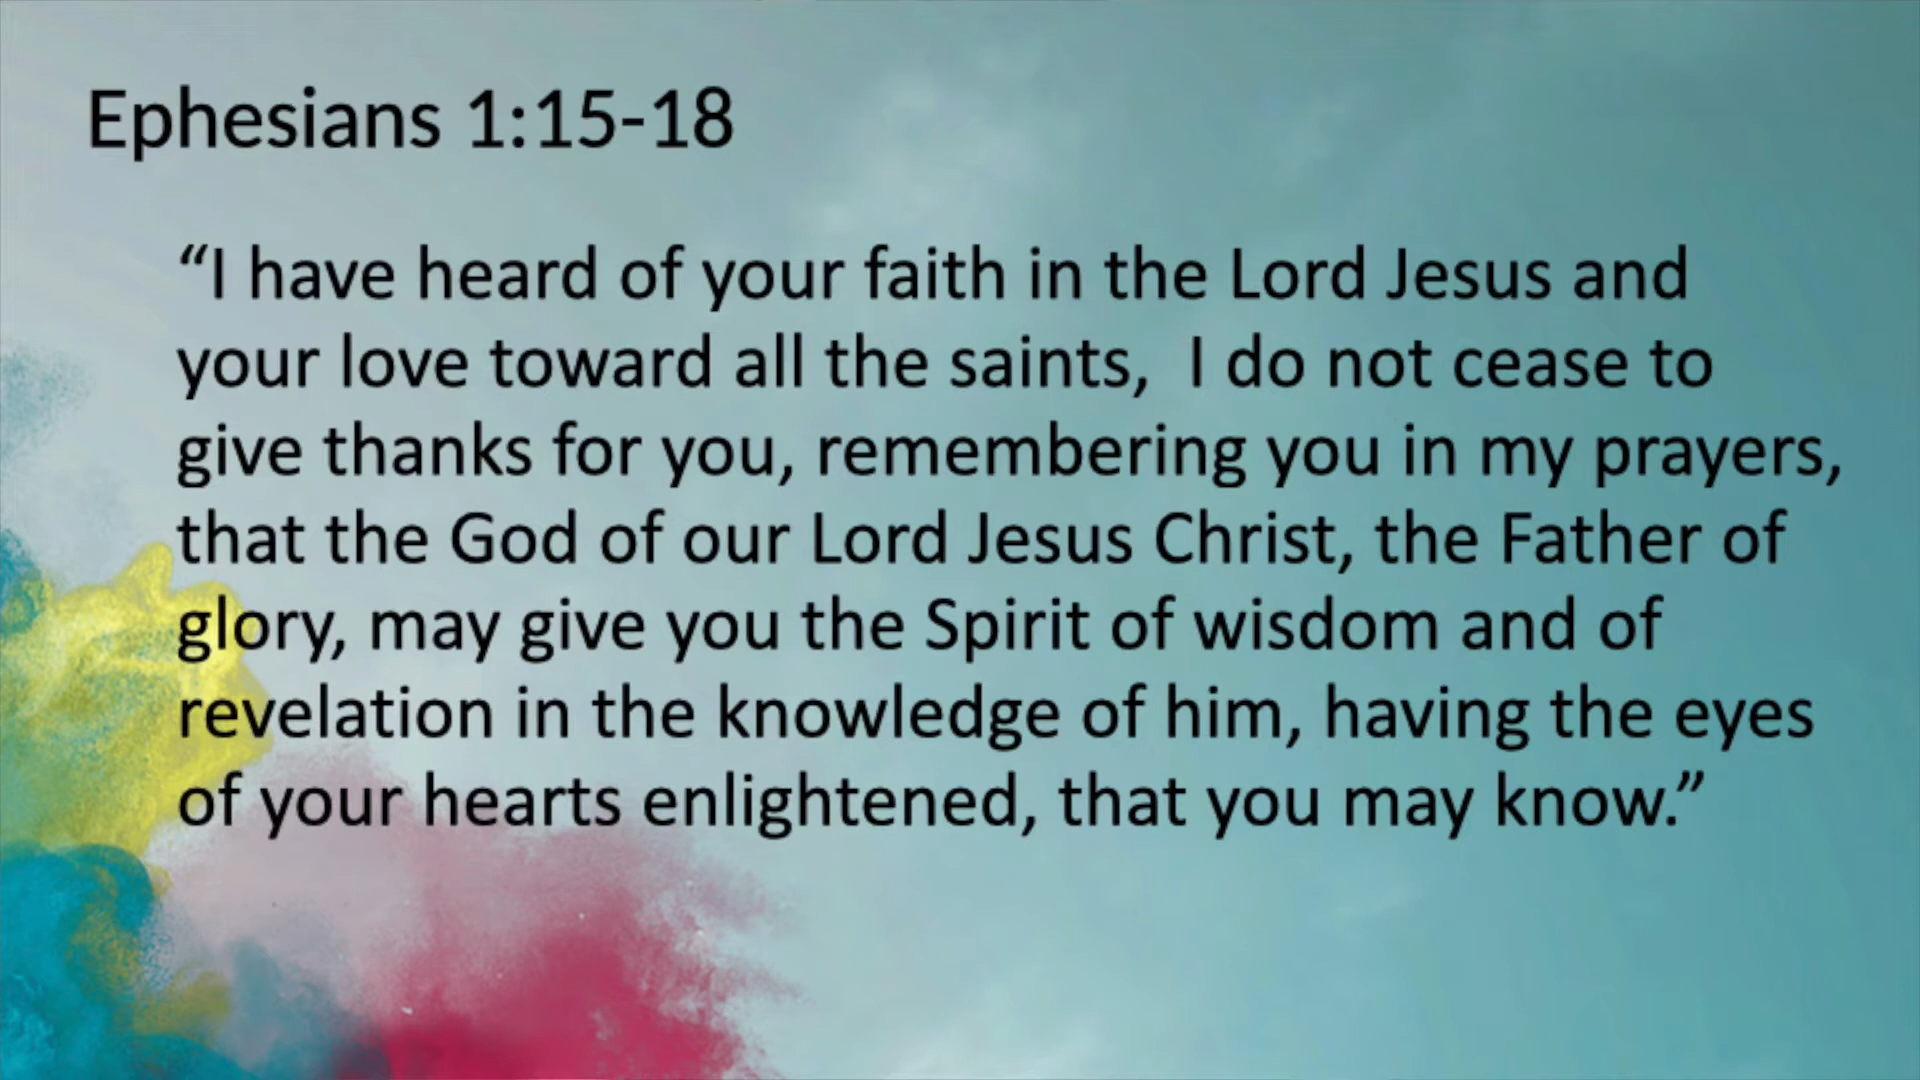 Ephesians 1:15-18
“I have heard of your faith in the Lord Jesus and
your love toward all the saints,  I do not cease to
give thanks for you, remembering you in my prayers,
that the God of our Lord Jesus Christ, the Father of
glory, may give you the Spirit of wisdom and of
revelation in the knowledge of him, having the eyes
of your hearts enlightened, that you may know.”